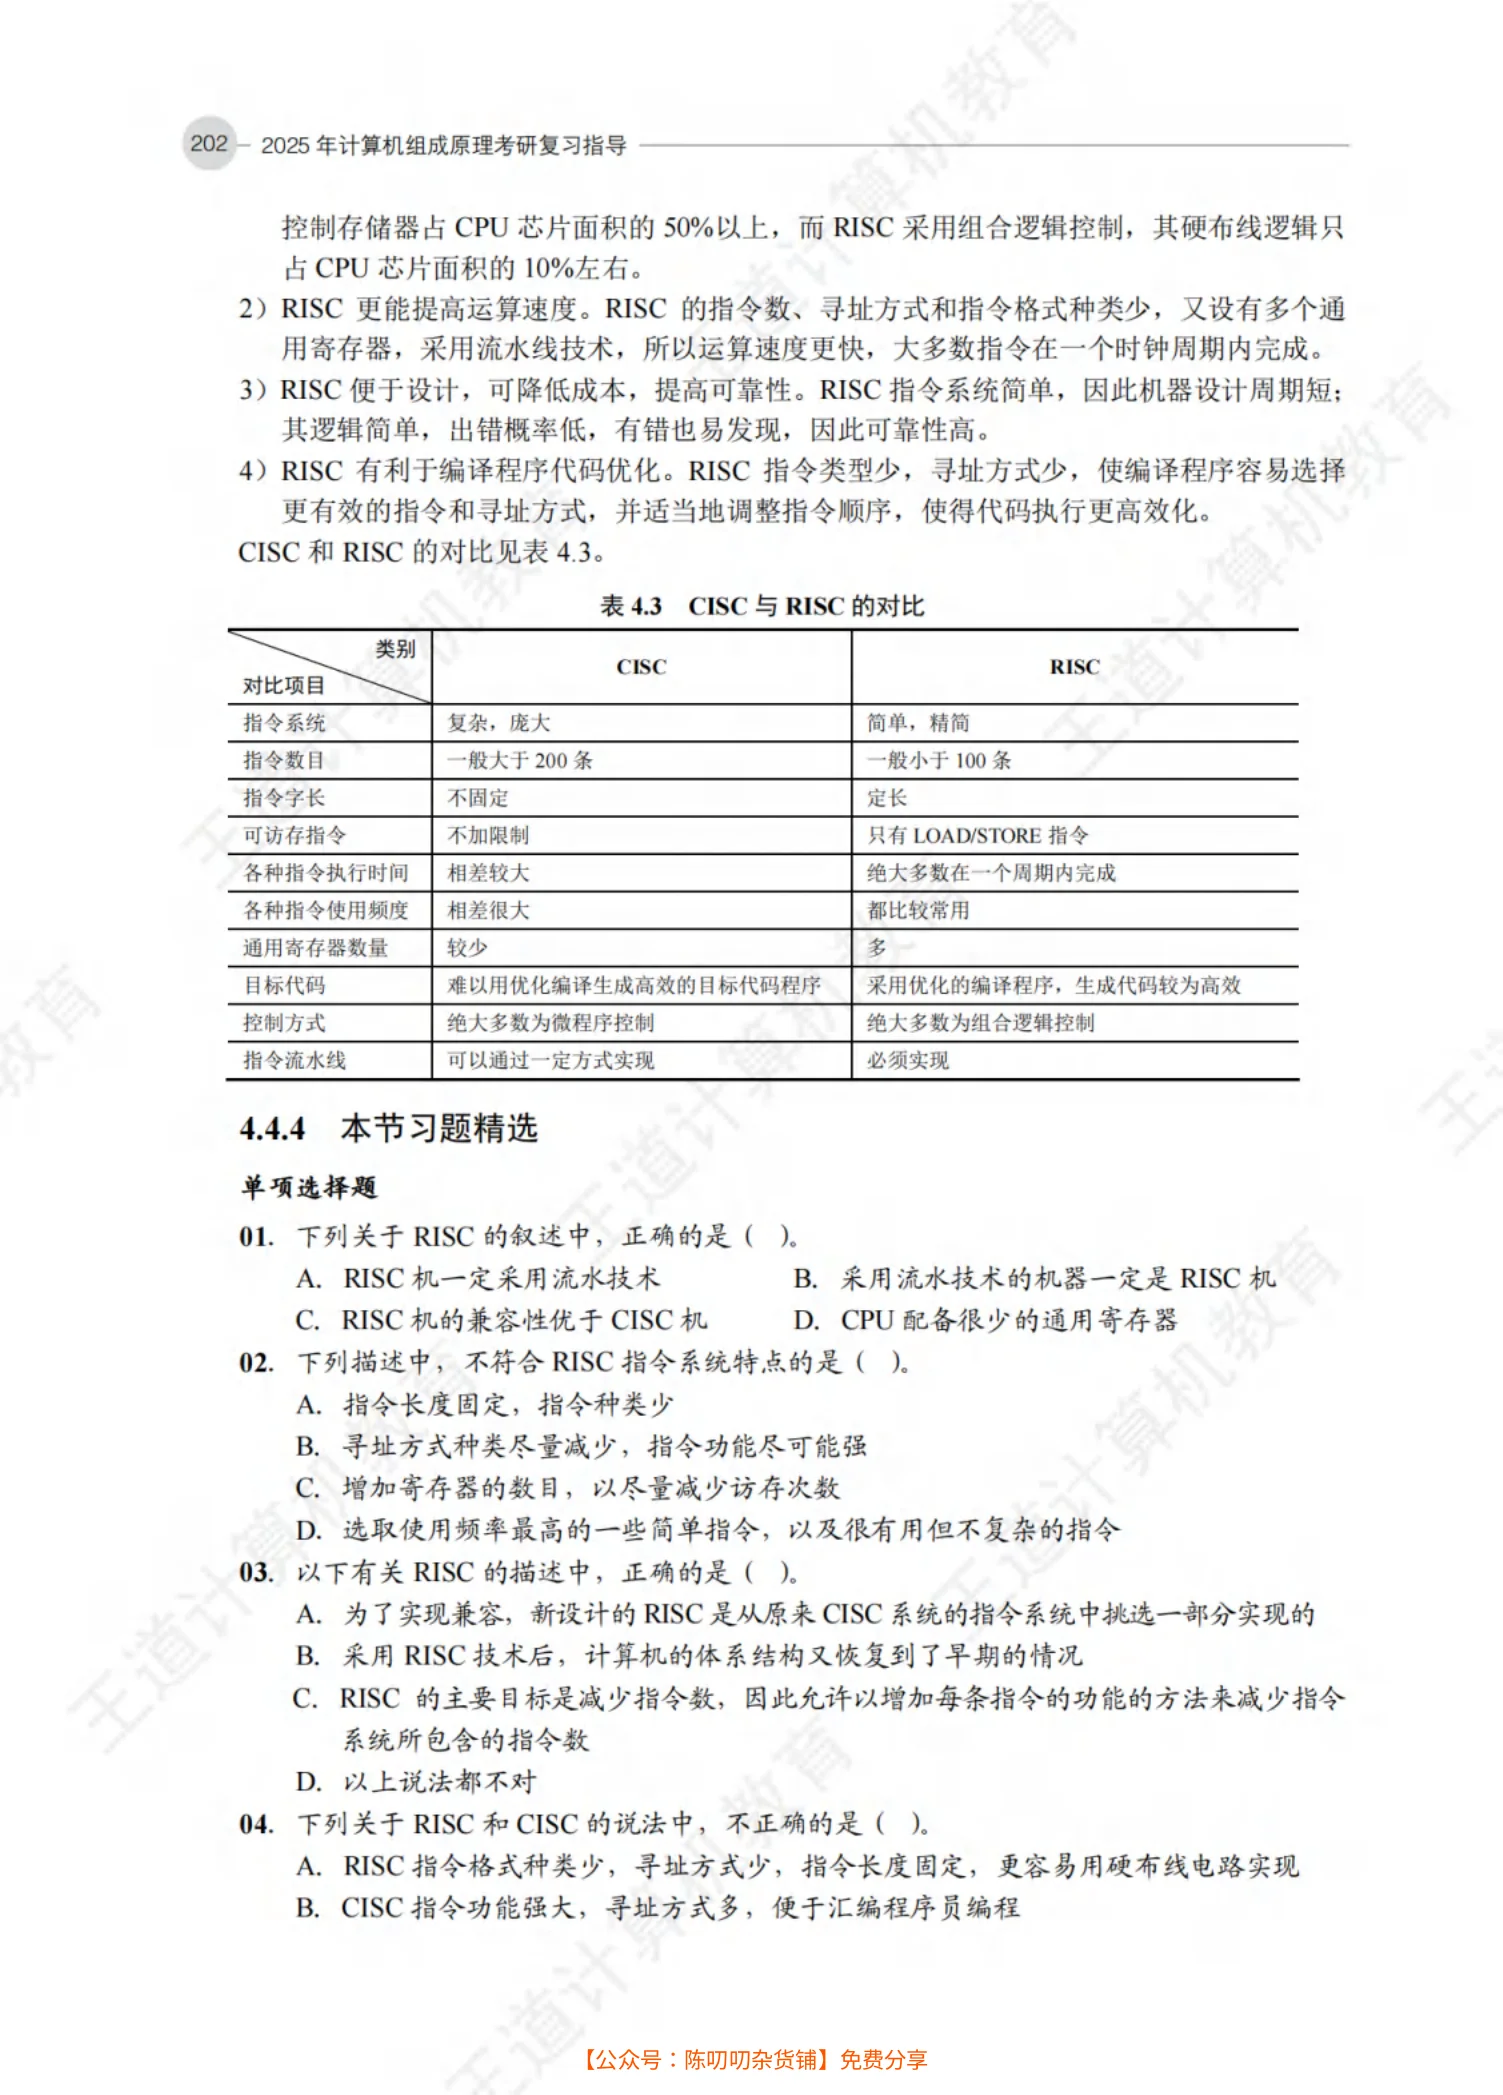 202 2025 年计算机组成原理考研复习指导
控制存储器占 CPU 芯片面积的 50%以上，而 RISC 采用组合逻辑控制，其硬布线逻辑只
占 CPU 芯片面积的 10%左右。
2）RISC 更能提高运算速度。RISC 的指令数、寻址方式和指令格式种类少，又设有多个通
用寄存器，采用流水线技术，所以运算速度更快，大多数指令在一个时钟周期内完成。
3）RISC 便于设计，可降低成本，提高可靠性。RISC 指令系统简单，因此机器设计周期短；
其逻辑简单，出错概率低，有错也易发现，因此可靠性高。
4）RISC 有利于编译程序代码优化。RISC 指令类型少，寻址方式少，使编译程序容易选择
更有效的指令和寻址方式，并适当地调整指令顺序，使得代码执行更高效化。
CISC 和 RISC 的对比见表 4.3。
表 4.3 CISC 与 RISC 的对比
类别
对比项目 CISC RISC
指令系统 复杂，庞大 简单，精简
指令数目 一般大于 200 条 一般小于 100 条
指令字长 不固定 定长
可访存指令 不加限制 只有 LOAD/STORE 指令
各种指令执行时间 相差较大 绝大多数在一个周期内完成
各种指令使用频度 相差很大 都比较常用
通用寄存器数量 较少 多
目标代码 难以用优化编译生成高效的目标代码程序 采用优化的编译程序，生成代码较为高效
控制方式 绝大多数为微程序控制 绝大多数为组合逻辑控制
指令流水线 可以通过一定方式实现 必须实现
4.4.4 本节习题精选
单项选择题
01. 下列关于 RISC 的叙述中，正确的是（ ）。
A. RISC 机一定采用流水技术 B. 采用流水技术的机器一定是 RISC 机
C. RISC 机的兼容性优于 CISC 机 D. CPU 配备很少的通用寄存器
02. 下列描述中，不符合 RISC 指令系统特点的是（ ）。
A. 指令长度固定，指令种类少
B. 寻址方式种类尽量减少，指令功能尽可能强
C. 增加寄存器的数目，以尽量减少访存次数
D. 选取使用频率最高的一些简单指令，以及很有用但不复杂的指令
03. 以下有关 RISC 的描述中，正确的是（ ）。
A. 为了实现兼容，新设计的 RISC 是从原来 CISC 系统的指令系统中挑选一部分实现的
B. 采用 RISC 技术后，计算机的体系结构又恢复到了早期的情况
C. RISC 的主要目标是减少指令数，因此允许以增加每条指令的功能的方法来减少指令
系统所包含的指令数
D. 以上说法都不对
04. 下列关于 RISC 和 CISC 的说法中，不正确的是（ ）。
A. RISC 指令格式种类少，寻址方式少，指令长度固定，更容易用硬布线电路实现
B. CISC 指令功能强大，寻址方式多，便于汇编程序员编程
【公众号：陈叨叨杂货铺】免费分享
王道计算机教育